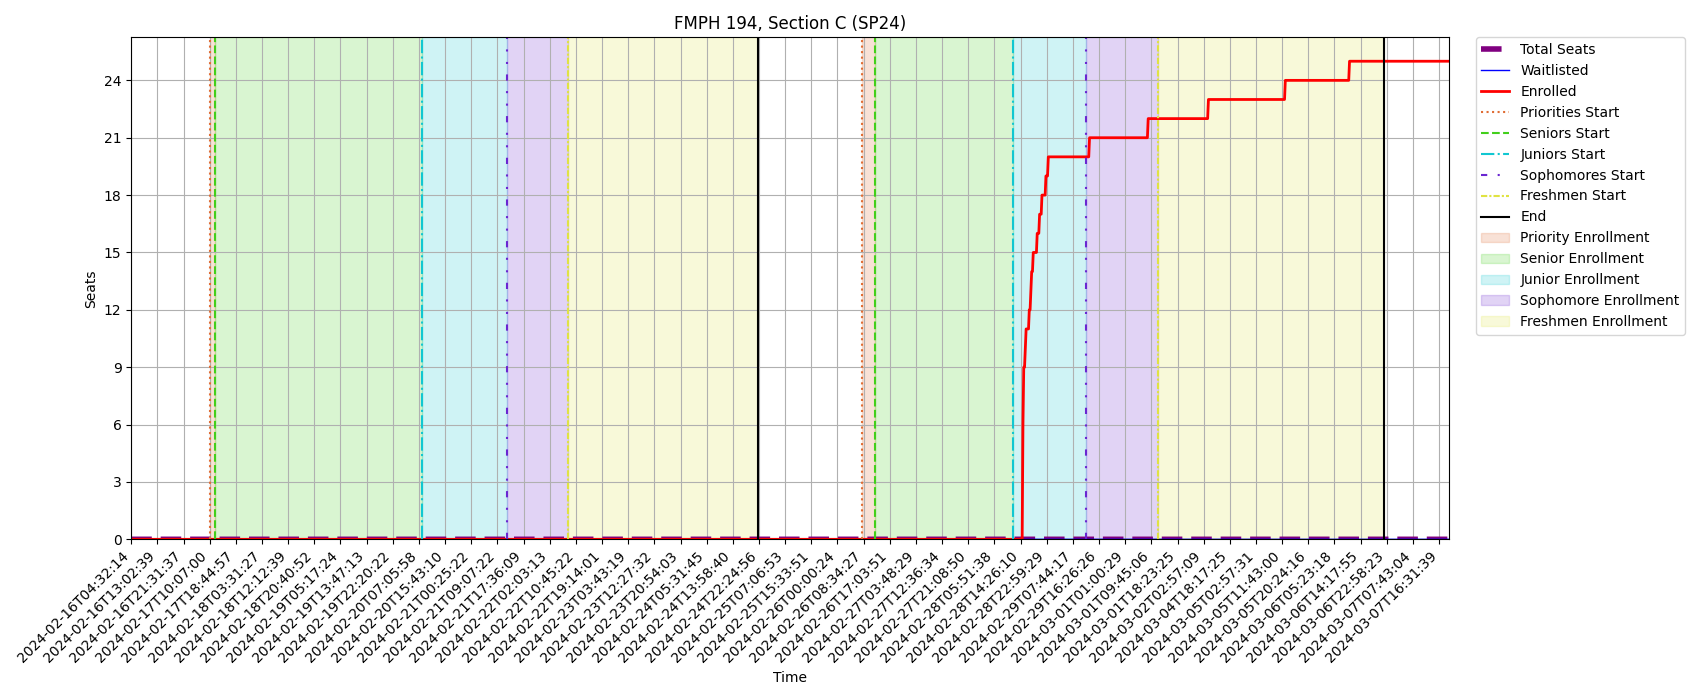 FMPH 194, Section C (SP24)
Total Seats
Waitlisted
Enrolled
Priorities Start
Seniors Start
Juniors Start
Sophomores Start
Freshmen Start
End
Priority Enrollment
Senior Enrollment
Junior Enrollment
Sophomore Enrollment
Freshmen Enrollment
Seats
24
21
18
15
12
9
6
3
0
2024-02-16T04:32:14
2024-02-16T13:02:39
2024-02-16T21:31:37
2024-02-17T10:07:00
2024-02-17T18:44:57
2024-02-18T03:31:27
2024-02-18T12:12:39
2024-02-18T20:40:52
2024-02-19T05:17:24
2024-02-19T13:47:13
2024-02-19T22:20:22
2024-02-20T07:05:58
2024-02-20T15:43:10
2024-02-21T00:25:22
2024-02-21T09:07:22
2024-02-21T17:36:09
2024-02-22T02:03:13
2024-02-22T10:45:22
2024-02-22T19:14:01
2024-02-23T03:43:19
2024-02-23T12:27:32
2024-02-23T20:54:03
2024-02-24T05:31:45
2024-02-24T13:58:40
2024-02-24T22:24:56
2024-02-25T07:06:53
2024-02-25T15:33:51
2024-02-26T00:00:24
2024-02-26T08:34:27
2024-02-26T17:03:51
2024-02-27T03:48:29
2024-02-27T12:36:34
2024-02-27T21:08:50
2024-02-28T05:51:38
2024-02-28T14:26:10
2024-02-28T22:59:29
2024-02-29T07:44:17
2024-02-29T16:26:26
2024-03-01T01:00:29
2024-03-01T09:45:06
2024-03-01T18:23:25
2024-03-02T02:57:09
2024-03-04T18:17:25
2024-03-05T02:57:31
2024-03-05T11:43:00
2024-03-05T20:24:16
2024-03-06T05:23:18
2024-03-06T14:17:55
2024-03-06T22:58:23
2024-03-07T07:43:04
2024-03-07T16:31:39
Time